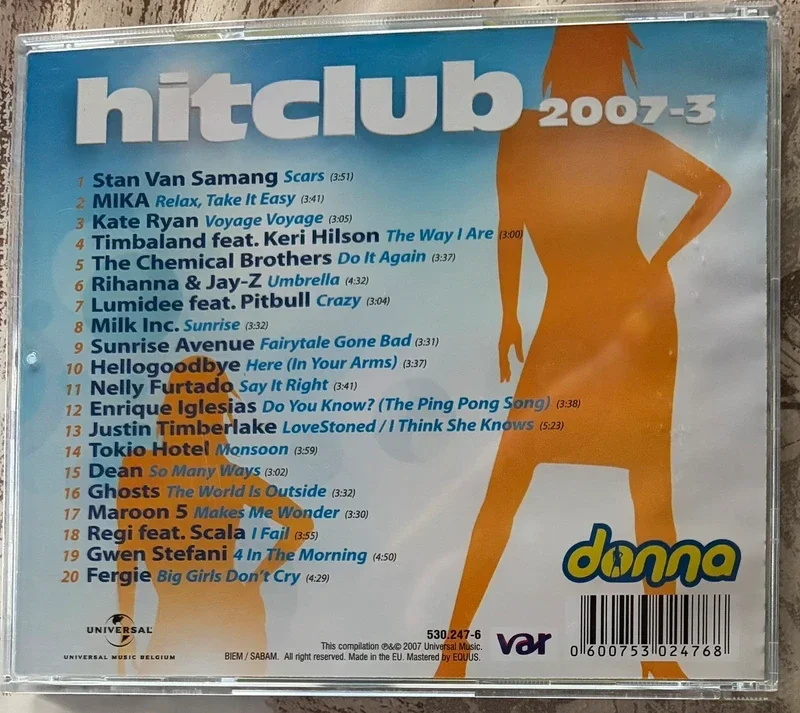 hitclub 2007-3
1 Stan Van Samang Scars (3:51)
2 MIKA Relax, Take It Easy (3:41)
3 Kate Ryan Voyage Voyage (3:05)
4 Timbaland feat. Keri Hilson The Way I Are (3:00)
5 The Chemical Brothers Do It Again (3:37)
6 Rihanna & Jay-Z Umbrella (4:32)
7 Lumidee feat. Pitbull Crazy (3:04)
8 Milk Inc. Sunrise (3:32)
9 Sunrise Avenue Fairytale Gone Bad (3:31)
10 Hellogoodbye Here (In Your Arms) (3:37)
11 Nelly Furtado Say It Right (3:41)
12 Enrique Iglesias Do You Know? (The Ping Pong Song) (3:38)
13 Justin Timberlake LoveStoned / I Think She Knows (5:23)
14 Tokio Hotel Monsoon (3:59)
15 Dean So Many Ways (3:02)
16 Ghosts The World Is Outside (3:32)
17 Maroon 5 Makes Me Wonder (3:30)
18 Regi feat. Scala I Fail (3:55)
19 Gwen Stefani 4 In The Morning (4:50)
20 Fergie Big Girls Don't Cry (4:29)
donna
UNIVERSAL
UNIVERSAL MUSIC BELGIUM
530.247-6
This compilation ℗&© 2007 Universal Music.
BIEM / SABAM. All right reserved. Made in the EU. Mastered by EQUUS.
var
0 600753 024768